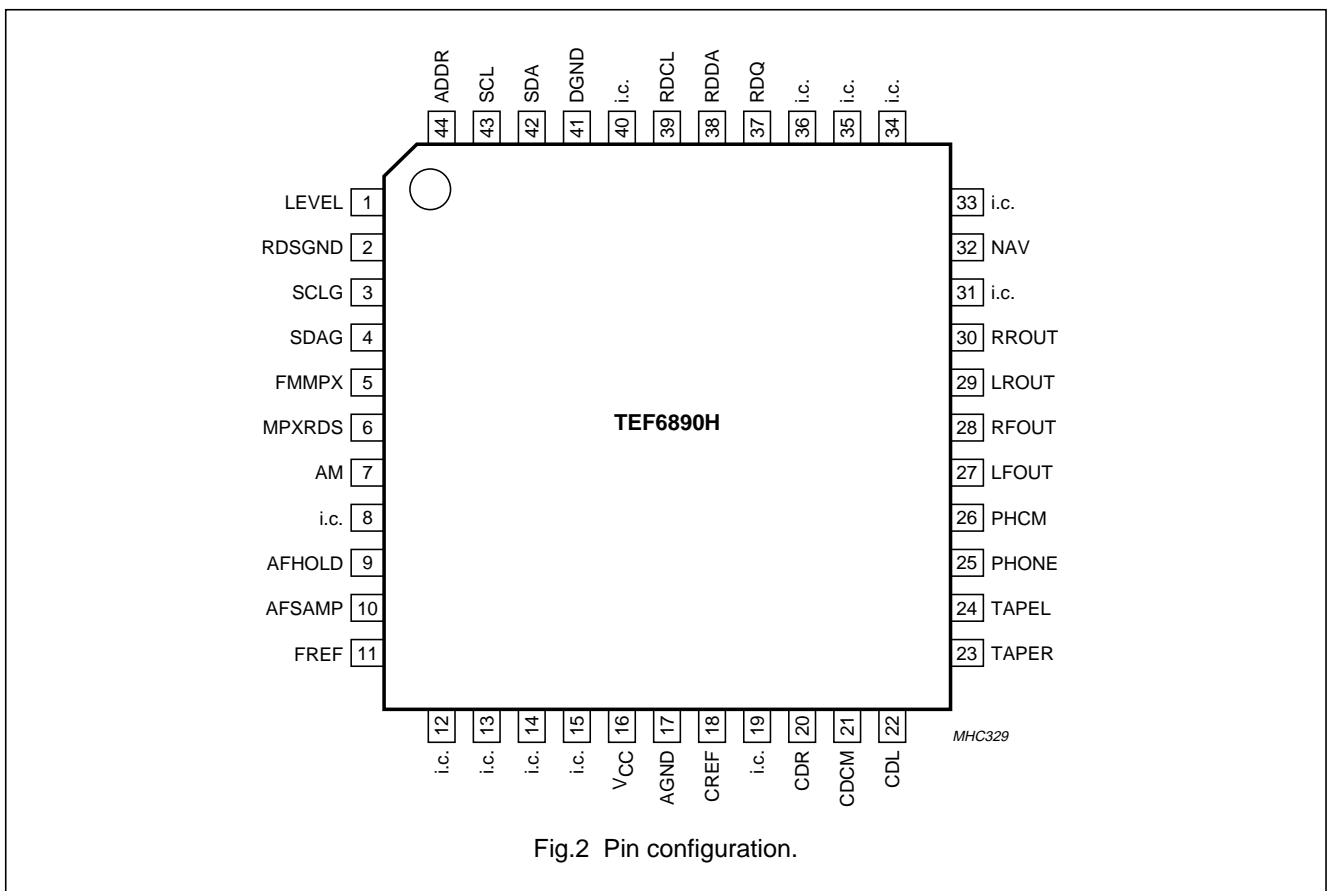 ADDR SCL SDA DGND i.c. RDCL RDDA RDQ i.c. i.c. i.c.
44 43 42 41 40 39 38 37 36 35 34
LEVEL 1 33 i.c.
RDSGND 2 32 NAV
SCLG 3 31 i.c.
SDAG 4 30 RROUT
FMMPX 5 29 LROUT
MPXRDS 6 TEF6890H 28 RFOUT
AM 7 27 LFOUT
i.c. 8 26 PHCM
AFHOLD 9 25 PHONE
AFSAMP 10 24 TAPEL
FREF 11 23 TAPER
12 13 14 15 16 17 18 19 20 21 22
i.c. i.c. i.c. i.c. VCC AGND CREF i.c. CDR CDCM CDL
MHC329
Fig.2 Pin configuration.